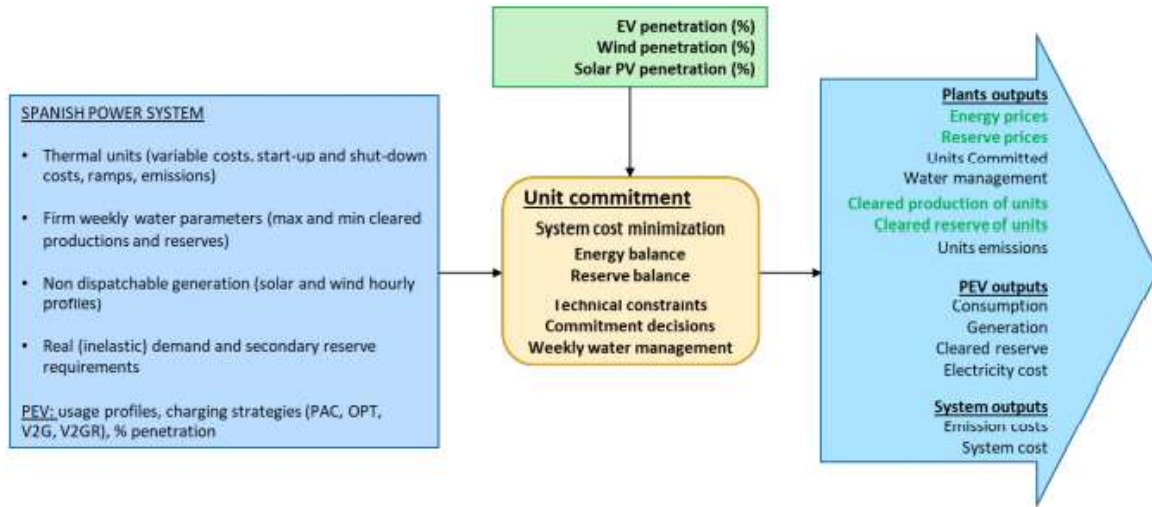 EV penetration (%)
Wind penetration (%)
Solar PV penetration (%)
SPANISH POWER SYSTEM
• Thermal units (variable costs, start-up and shut-down
costs, ramps, emissions)
• Firm weekly water parameters (max and min cleared
productions and reserves)
• Non dispatchable generation (solar and wind hourly
profiles)
• Real (inelastic) demand and secondary reserve
requirements
PEV: usage profiles, charging strategies (PAC, OPT,
V2G, V2GR), % penetration
Unit commitment
System cost minimization
Energy balance
Reserve balance
Technical constraints
Commitment decisions
Weekly water management
Plants outputs
Energy prices
Reserve prices
Units Committed
Water management
Cleared production of units
Cleared reserve of units
Units emissions
PEV outputs
Consumption
Generation
Cleared reserve
Electricity cost
System outputs
Emission costs
System cost